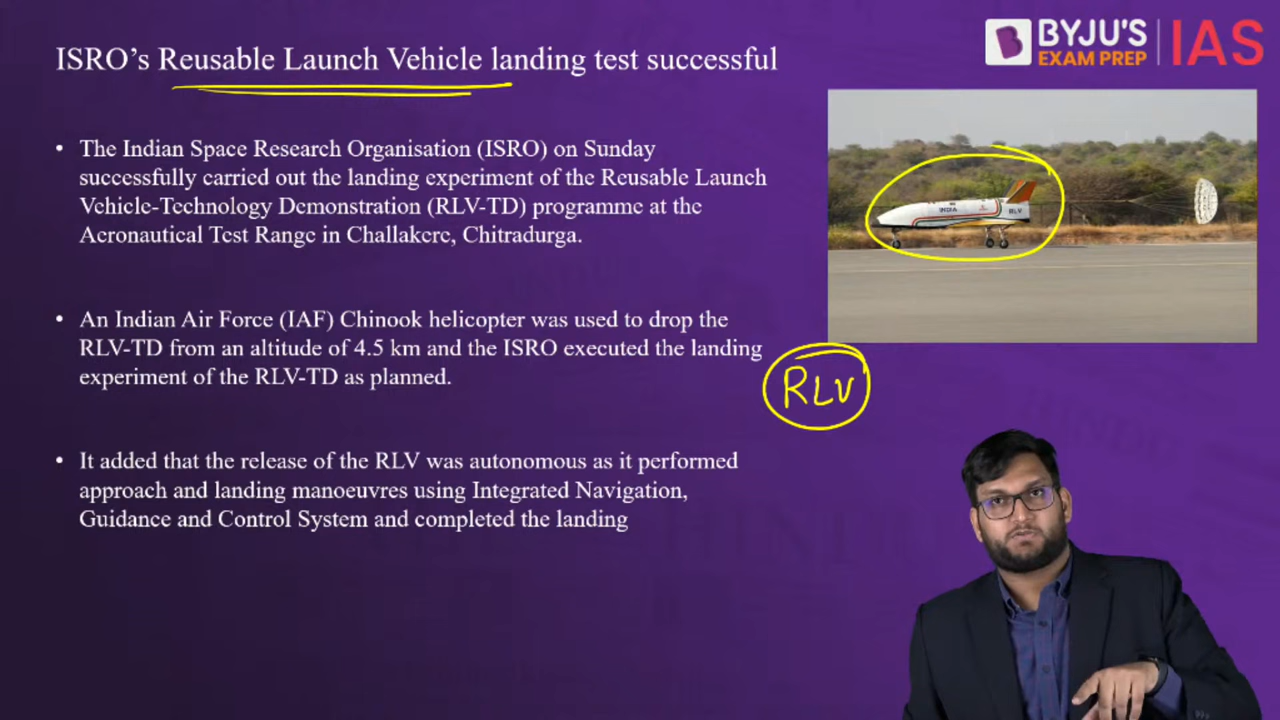 ISRO's Reusable Launch Vehicle landing test successful
BYJU'S
EXAM PREP
IAS
• The Indian Space Research Organisation (ISRO) on Sunday
successfully carried out the landing experiment of the Reusable Launch
Vehicle-Technology Demonstration (RLV-TD) programme at the
Aeronautical Test Range in Challakere, Chitradurga.
INDIA
RLV
• An Indian Air Force (IAF) Chinook helicopter was used to drop the
RLV-TD from an altitude of 4.5 km and the ISRO executed the landing
experiment of the RLV-TD as planned.
RLV
• It added that the release of the RLV was autonomous as it performed
approach and landing manoeuvres using Integrated Navigation,
Guidance and Control System and completed the landing